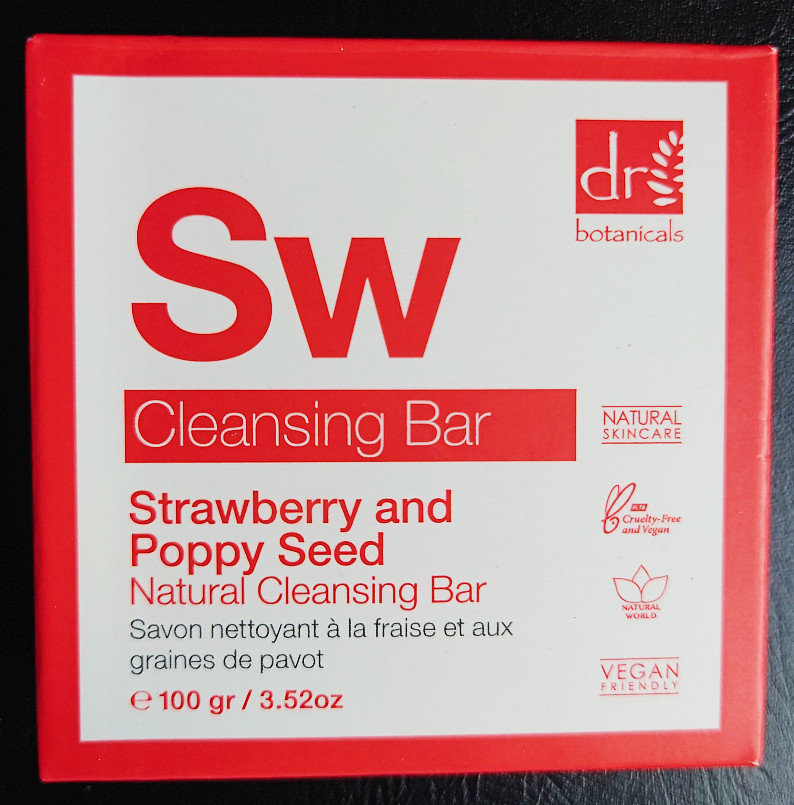 dr
botanicals
Sw
Cleansing Bar
NATURAL
SKINCARE
Strawberry and
Poppy Seed
Natural Cleansing Bar
Savon nettoyant à la fraise et aux
graines de pavot
℮ 100 gr / 3.52oz
PETA
Cruelty-Free
and Vegan
NATURAL
WORLD
VEGAN
FRIENDLY